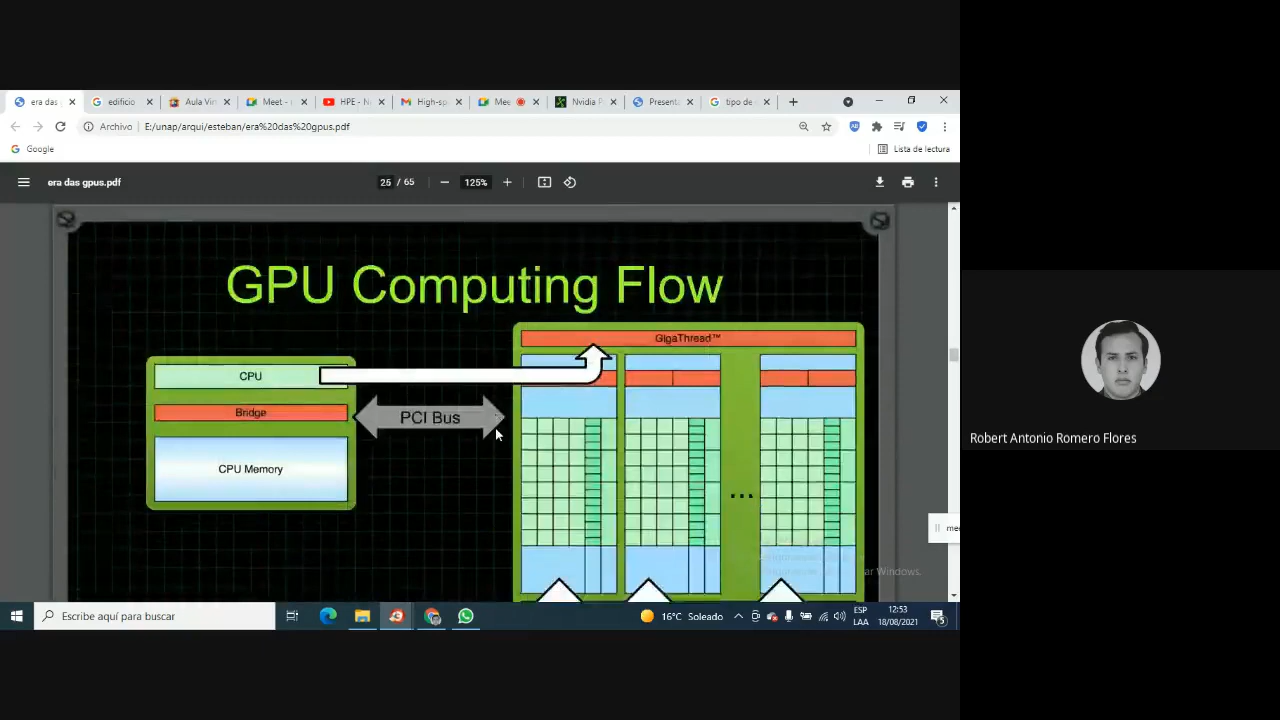 era das
edificio
Aula Vir
Meet -
HPE - N
High-sp
Mee
Nvidia P
Present
tipo de
Archivo
E:/unap/arqui/esteban/era%20das%20gpus.pdf
Google
Lista de lectura
era das gpus.pdf
25 / 65
125%
GPU Computing Flow
GigaThread™
CPU
Bridge
PCI Bus
CPU Memory
...
ar Windows.
Robert Antonio Romero Flores
Escribe aquí para buscar
16°C Soleado
ESP
LAA
12:53
18/08/2021
5